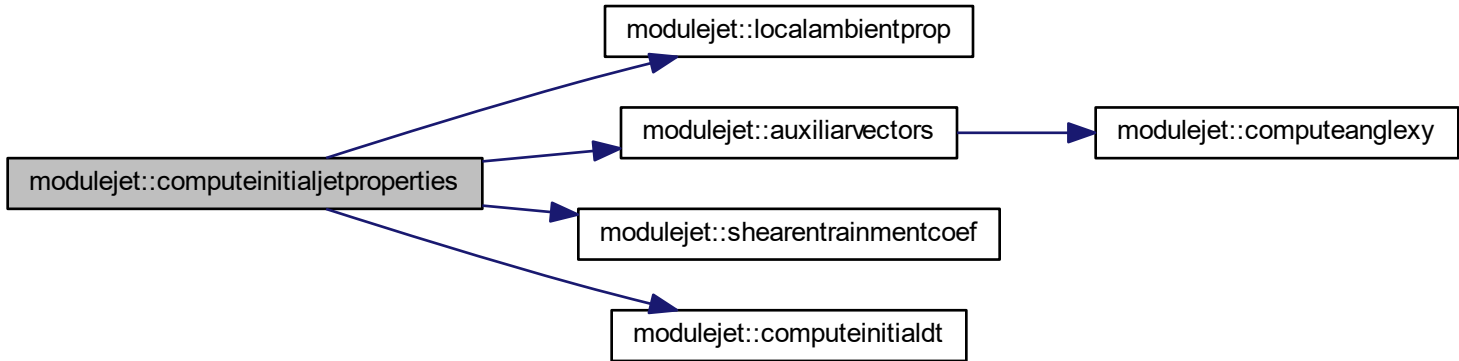 modulejet::localambientprop
modulejet::auxiliarvectors
modulejet::computeanglexy
modulejet::computeinitialjetproperties
modulejet::shearentrainmentcoef
modulejet::computeinitialdt